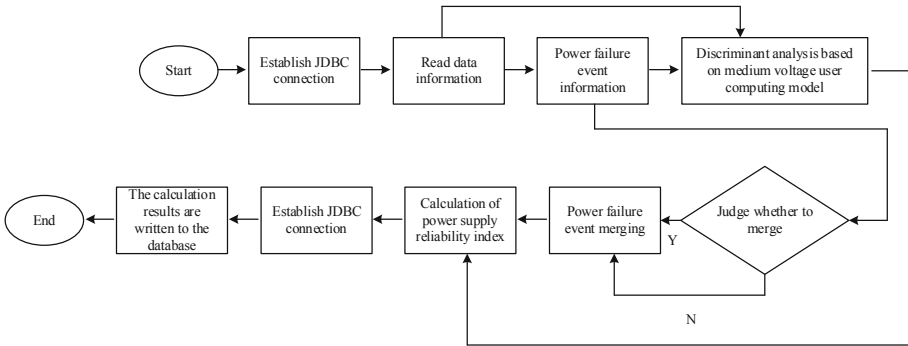 Start
Establish JDBC
connection
Read data
information
Power failure
event
information
Discriminant analysis based
on medium voltage user
computing model
End
The calculation
results are
written to the
database
Establish JDBC
connection
Calculation of
power supply
reliability index
Power failure
event merging
Y
Judge whether to
merge
N